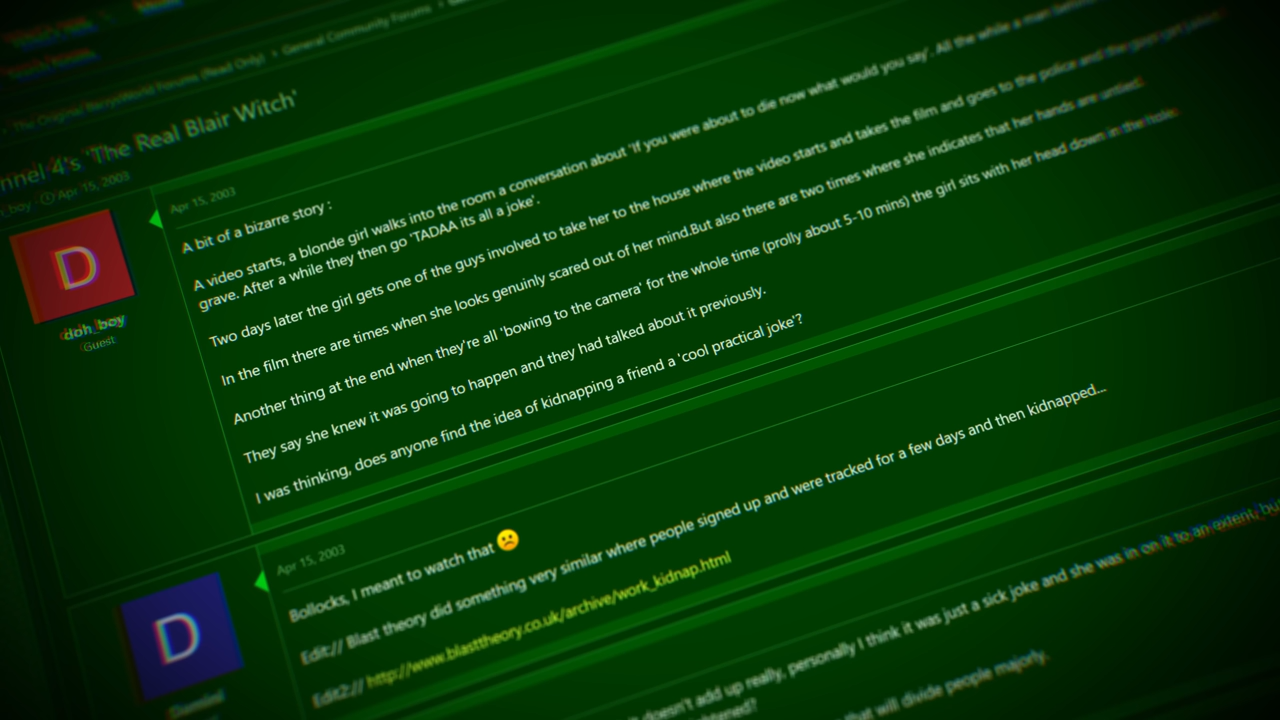 The Original BarrysWorld Forums (Read Only) › General Community Forums ›
nnel 4's 'The Real Blair Witch'
boy · Apr 15, 2003
D
doh_boy
Guest
Apr 15, 2003
A bit of a bizarre story :
A video starts, a blonde girl walks into the room a conversation about 'If you were about to die now what would you say'. All the while a man
grave. After a while they then go 'TADAA its all a joke'.
Two days later the girl gets one of the guys involved to take her to the house where the video starts and takes the film and goes to the police and the guys get
In the film there are times when she looks genuinly scared out of her mind.But also there are two times where she indicates that her hands are untied.
Another thing at the end when they're all 'bowing to the camera' for the whole time (prolly about 5-10 mins) the girl sits with her head down in the hole.
They say she knew it was going to happen and they had talked about it previously.
I was thinking, does anyone find the idea of kidnapping a friend a 'cool practical joke'?
D
Apr 15, 2003
Bollocks, I meant to watch that ☹
Edit:// Blast theory did something very similar where people signed up and were tracked for a few days and then kidnapped...
Edit2:// http://www.blasttheory.co.uk/archive/work_kidnap.html
doesn't add up really, personally I think it was just a sick joke and she was in on it to an extent, but
that will divide people majorly.